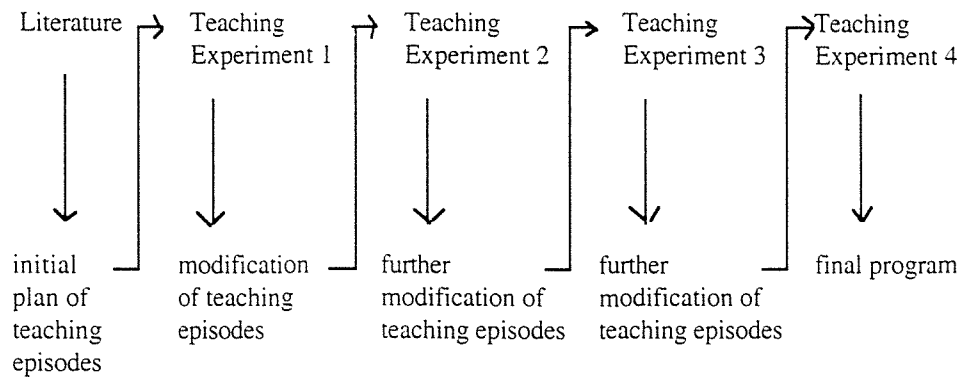 Literature
Teaching
Experiment 1
Teaching
Experiment 2
Teaching
Experiment 3
Teaching
Experiment 4
initial
plan of
teaching
episodes
modification
of teaching
episodes
further
modification of
teaching episodes
further
modification of
teaching episodes
final program